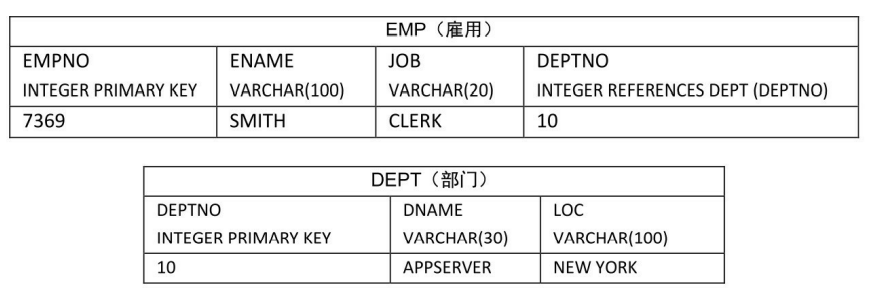 EMP（雇用）
EMPNO ENAME JOB DEPTNO
INTEGER PRIMARY KEY VARCHAR(100) VARCHAR(20) INTEGER REFERENCES DEPT (DEPTNO)
7369 SMITH CLERK 10
DEPT（部门）
DEPTNO DNAME LOC
INTEGER PRIMARY KEY VARCHAR(30) VARCHAR(100)
10 APPSERVER NEW YORK